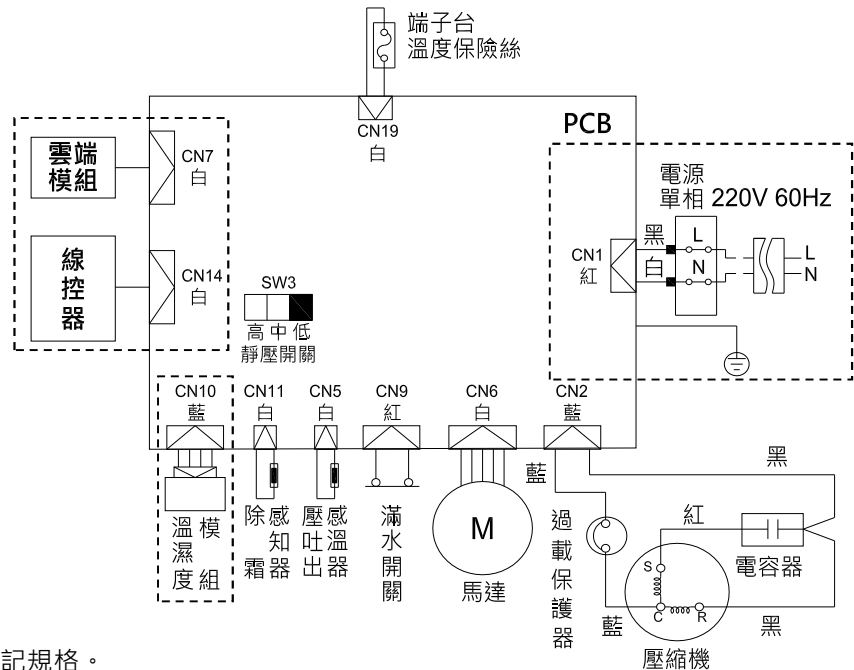 端子台
溫度保險絲
CN19
白
PCB
雲端
模組
CN7
白
線
控
器
CN14
白
SW3
高 中 低
靜壓開關
電源
單相 220V 60Hz
CN1
紅
黑
白
L
N
L
N
CN10
藍
CN11
白
CN5
白
CN9
紅
CN6
白
CN2
藍
溫濕度模組
除霜感知器
壓吐出感溫器
滿水開關
M
馬達
藍
過載保護器
藍
黑
紅
電容器
S
C
R
黑
壓縮機
記規格。